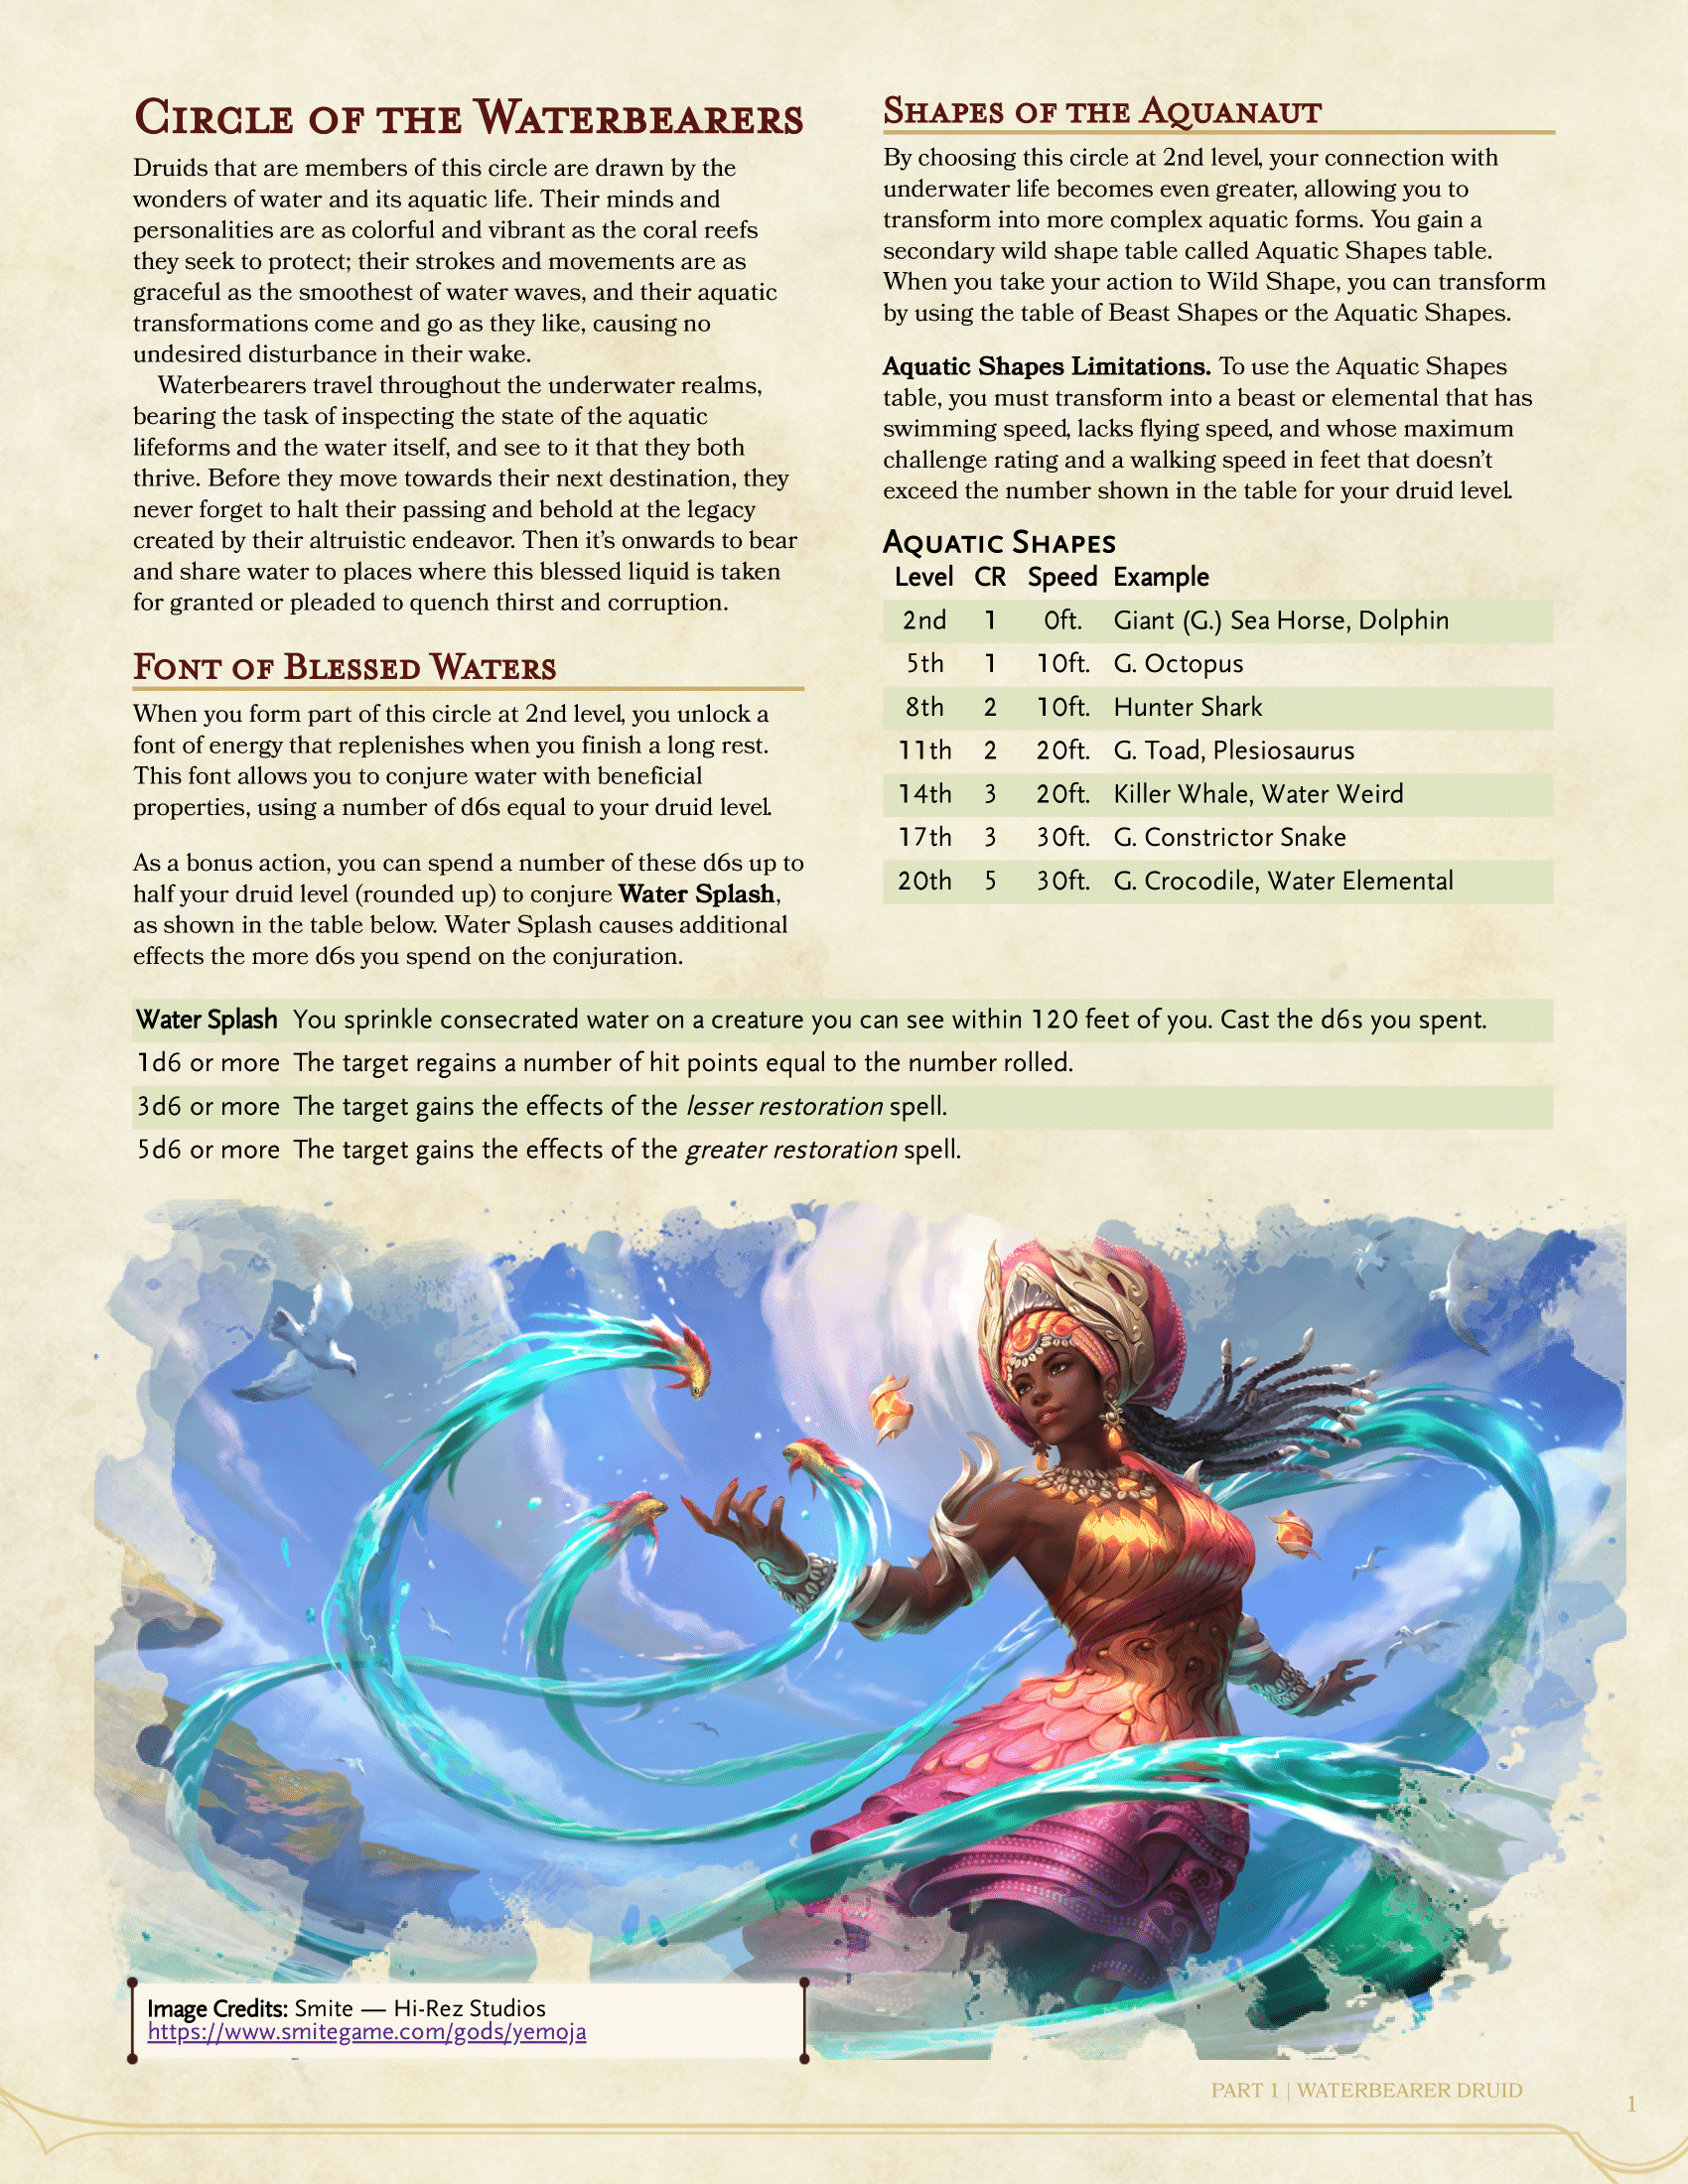 Circle of the Waterbearers
Druids that are members of this circle are drawn by the
wonders of water and its aquatic life. Their minds and
personalities are as colorful and vibrant as the coral reefs
they seek to protect; their strokes and movements are as
graceful as the smoothest of water waves, and their aquatic
transformations come and go as they like, causing no
undesired disturbance in their wake.
Waterbearers travel throughout the underwater realms,
bearing the task of inspecting the state of the aquatic
lifeforms and the water itself, and see to it that they both
thrive. Before they move towards their next destination, they
never forget to halt their passing and behold at the legacy
created by their altruistic endeavor. Then it's onwards to bear
and share water to places where this blessed liquid is taken
for granted or pleaded to quench thirst and corruption.
Font of Blessed Waters
When you form part of this circle at 2nd level, you unlock a
font of energy that replenishes when you finish a long rest.
This font allows you to conjure water with beneficial
properties, using a number of d6s equal to your druid level.
As a bonus action, you can spend a number of these d6s up to
half your druid level (rounded up) to conjure Water Splash,
as shown in the table below. Water Splash causes additional
effects the more d6s you spend on the conjuration.
Shapes of the Aquanaut
By choosing this circle at 2nd level, your connection with
underwater life becomes even greater, allowing you to
transform into more complex aquatic forms. You gain a
secondary wild shape table called Aquatic Shapes table.
When you take your action to Wild Shape, you can transform
by using the table of Beast Shapes or the Aquatic Shapes.
Aquatic Shapes Limitations. To use the Aquatic Shapes
table, you must transform into a beast or elemental that has
swimming speed, lacks flying speed, and whose maximum
challenge rating and a walking speed in feet that doesn't
exceed the number shown in the table for your druid level.
Aquatic Shapes
Level CR Speed Example
2nd 1 0ft. Giant (G.) Sea Horse, Dolphin
5th 1 10ft. G. Octopus
8th 2 10ft. Hunter Shark
11th 2 20ft. G. Toad, Plesiosaurus
14th 3 20ft. Killer Whale, Water Weird
17th 3 30ft. G. Constrictor Snake
20th 5 30ft. G. Crocodile, Water Elemental
Water Splash You sprinkle consecrated water on a creature you can see within 120 feet of you. Cast the d6s you spent.
1d6 or more The target regains a number of hit points equal to the number rolled.
3d6 or more The target gains the effects of the lesser restoration spell.
5d6 or more The target gains the effects of the greater restoration spell.
Image Credits: Smite — Hi-Rez Studios
https://www.smitegame.com/gods/yemoja
PART 1 | WATERBEARER DRUID
1